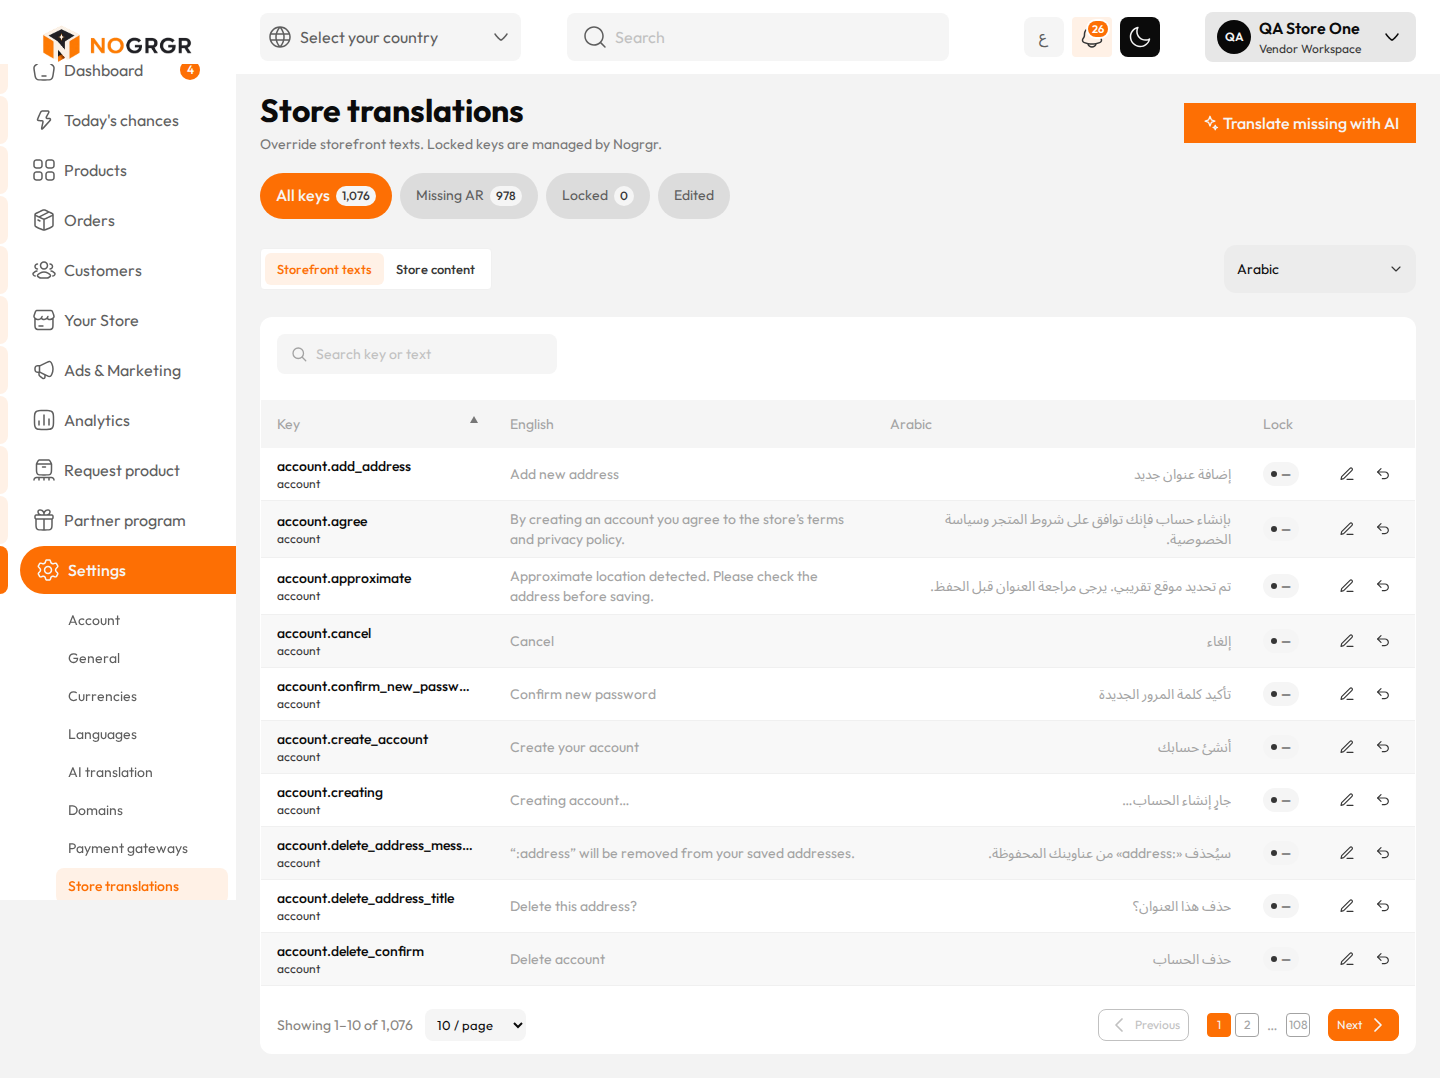 NOGRGR
Select your country
Search
ع
26
QA
QA Store One
Vendor Workspace
Dashboard
4
Today's chances
Products
Orders
Customers
Your Store
Ads & Marketing
Analytics
Request product
Partner program
Settings
Account
General
Currencies
Languages
AI translation
Domains
Payment gateways
Store translations
Store translations
Override storefront texts. Locked keys are managed by Nogrgr.
Translate missing with AI
All keys 1,076
Missing AR 978
Locked 0
Edited
Storefront texts
Store content
Arabic
Search key or text
Key ▲ English Arabic Lock
account.add_address
account
Add new address
إضافة عنوان جديد
–
account.agree
account
By creating an account you agree to the store's terms
and privacy policy.
بإنشاء حساب فإنك توافق على شروط المتجر وسياسة
الخصوصية.
–
account.approximate
account
Approximate location detected. Please check the
address before saving.
تم تحديد موقع تقريبي. يرجى مراجعة العنوان قبل الحفظ.
–
account.cancel
account
Cancel
إلغاء
–
account.confirm_new_passw...
account
Confirm new password
تأكيد كلمة المرور الجديدة
–
account.create_account
account
Create your account
أنشئ حسابك
–
account.creating
account
Creating account…
جارٍ إنشاء الحساب…
–
account.delete_address_mess...
account
“:address” will be removed from your saved addresses.
سيُحذف «:address» من عناوينك المحفوظة.
–
account.delete_address_title
account
Delete this address?
حذف هذا العنوان؟
–
account.delete_confirm
account
Delete account
حذف الحساب
–
Showing 1–10 of 1,076
10 / page
Previous
1
2
...
108
Next